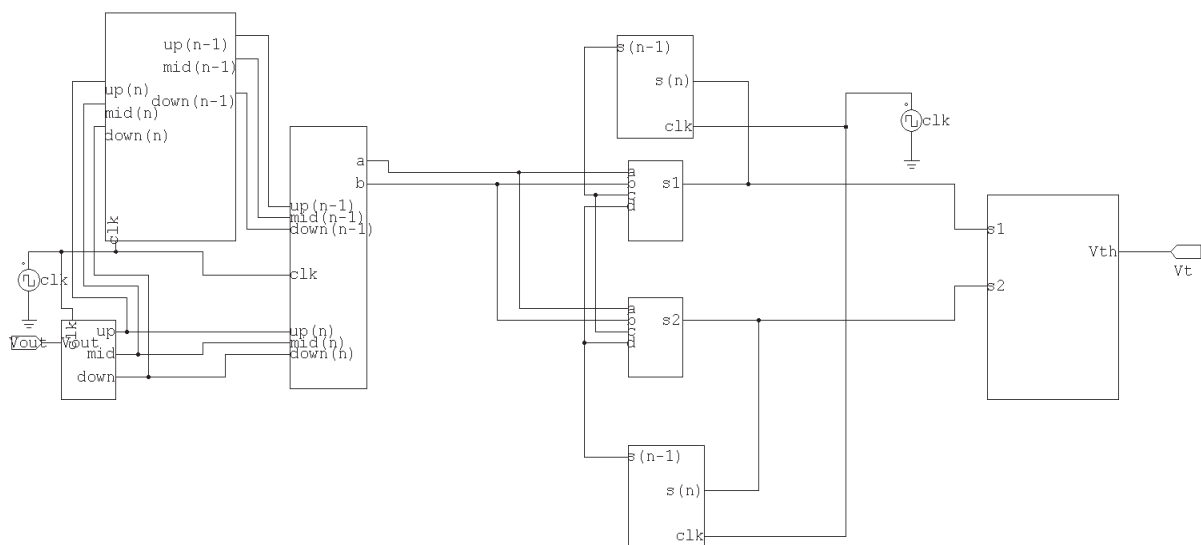 up(n-1)
mid(n-1)
down(n-1)
up(n)
mid(n)
down(n)
clk
clk
Vout
Vout
clk
up
mid
down
a
b
up(n-1)
mid(n-1)
down(n-1)
clk
up(n)
mid(n)
down(n)
s(n-1)
s(n)
clk
clk
a
b
c
d
s1
a
b
c
d
s2
s(n-1)
s(n)
clk
s1
s2
Vth
Vt